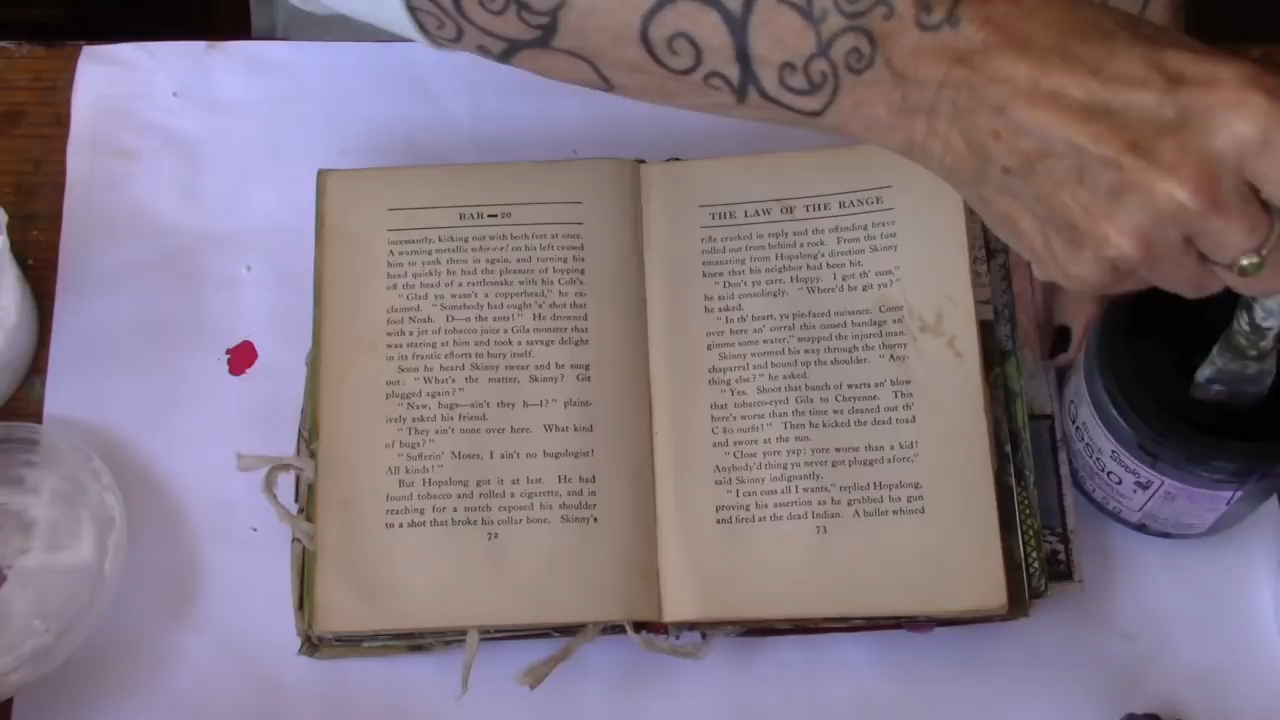 BAR—20
incessantly, kicking out with both feet at once.
A warning metallic whir-r-r! on his left caused
him to yank them in again, and turning his
head quickly he had the pleasure of lopping
off the head of a rattlesnake with his Colt's.
"Glad yu wasn't a copperhead," he ex-
claimed. "Somebody had ought 'a' shot that
fool Noah. D—n the ants!" He drowned
with a jet of tobacco juice a Gila monster that
was staring at him and took a savage delight
in its frantic efforts to bury itself.
Soon he heard Skinny swear and he sung
out: "What's the matter, Skinny? Git
plugged again?"
"Naw, bugs—ain't they h—l?" plaint-
ively asked his friend.
"They ain't none over here. What kind
of bugs?"
"Sufferin' Moses, I ain't no bugologist!
All kinds!"
But Hopalong got it at last. He had
found tobacco and rolled a cigarette, and in
reaching for a match exposed his shoulder
to a shot that broke his collar bone. Skinny's
72
THE LAW OF THE RANGE
rifle cracked in reply and the offending brave
rolled out from behind a rock. From the fuss
emanating from Hopalong's direction Skinny
knew that his neighbor had been hit.
"Don't yu care, Hoppy. I got th' cuss,"
he said consolingly. "Where'd he git yu?"
he asked.
"In th' heart, yu pie-faced nuisance. Come
over here an' corral this cussed bandage an'
gimme some water," snapped the injured man.
Skinny wormed his way through the thorny
chaparral and bound up the shoulder. "Any-
thing else?" he asked.
"Yes. Shoot that bunch of warts an' blow
that tobacco-eyed Gila to Cheyenne. This
here's worse than the time we cleaned out th'
C 80 outfit!" Then he kicked the dead toad
and swore at the sun.
"Close yore yap; yore worse than a kid!
Anybody'd thing yu never got plugged afore,"
said Skinny indignantly.
"I can cuss all I wants," replied Hopalong,
proving his assertion as he grabbed his gun
and fired at the dead Indian. A bullet whined
73
Gesso